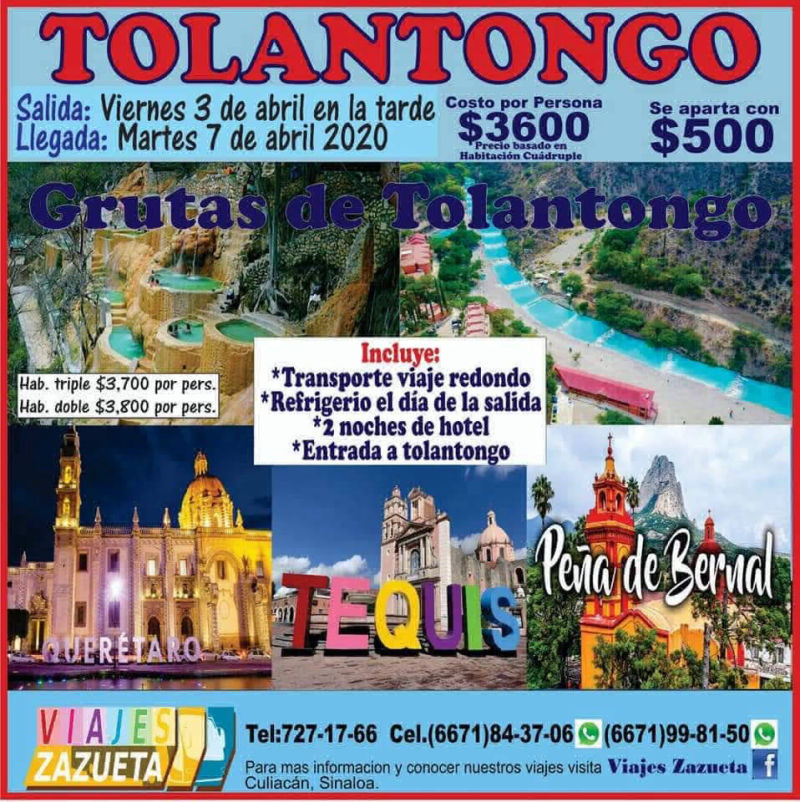 TOLANTONGO
Salida: Viernes 3 de abril en la tarde
Llegada: Martes 7 de abril 2020
Costo por Persona
$3600
Precio basado en
Habitación Cuádruple
Se aparta con
$500
Grutas de Tolantongo
Hab. triple $3,700 por pers.
Hab. doble $3,800 por pers.
Incluye:
*Transporte viaje redondo
*Refrigerio el día de la salida
*2 noches de hotel
*Entrada a tolantongo
QUERÉTARO
TEQUIS
Peña de Bernal
VIAJES
ZAZUETA
Tel:727-17-66 Cel.(6671)84-37-06 (6671)99-81-50
Para mas informacion y conocer nuestros viajes visita Viajes Zazueta f
Culiacán, Sinaloa.